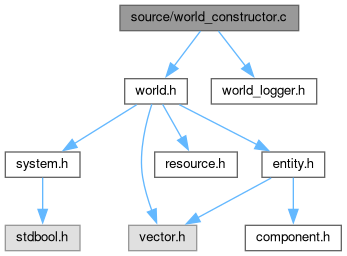 source/world_constructor.c
world.h
world_logger.h
system.h
resource.h
entity.h
stdbool.h
vector.h
component.h